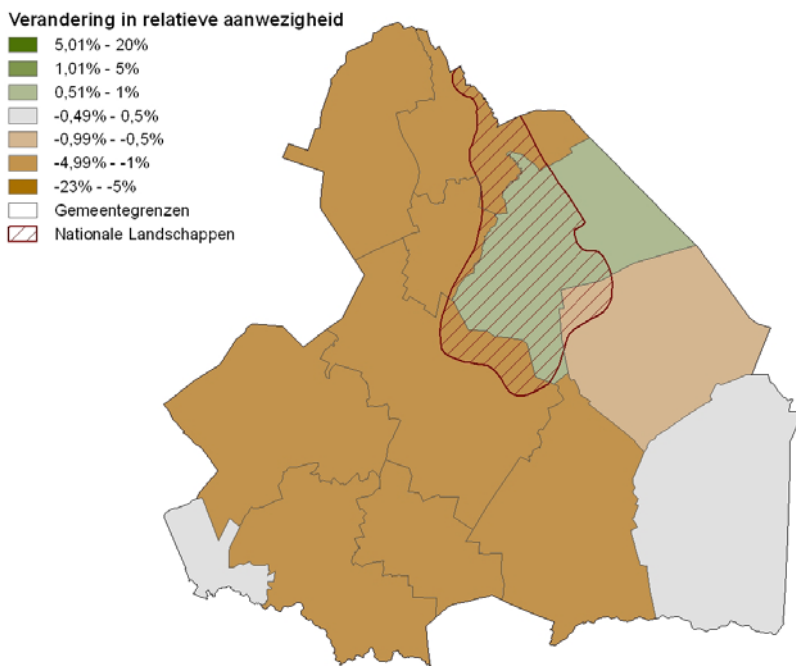 Verandering in relatieve aanwezigheid
5,01% - 20%
1,01% - 5%
0,51% - 1%
-0,49% - 0,5%
-0,99% - -0,5%
-4,99% - -1%
-23% - -5%
Gemeentegrenzen
Nationale Landschappen